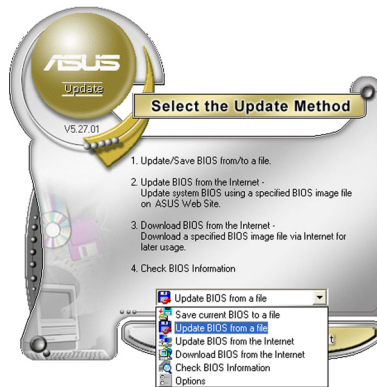 ASUS
Update
V5.27.01
Select the Update Method
1. Update/Save BIOS from/to a file.
2. Update BIOS from the Internet -
Update system BIOS using a specified BIOS image file
on ASUS Web Site.
3. Download BIOS from the Internet -
Download a specified BIOS image file via Internet for
later usage.
4. Check BIOS Information
Update BIOS from a file
Save current BIOS to a file
Update BIOS from a file
Update BIOS from the Internet
Download BIOS from the Internet
Check BIOS Information
Options